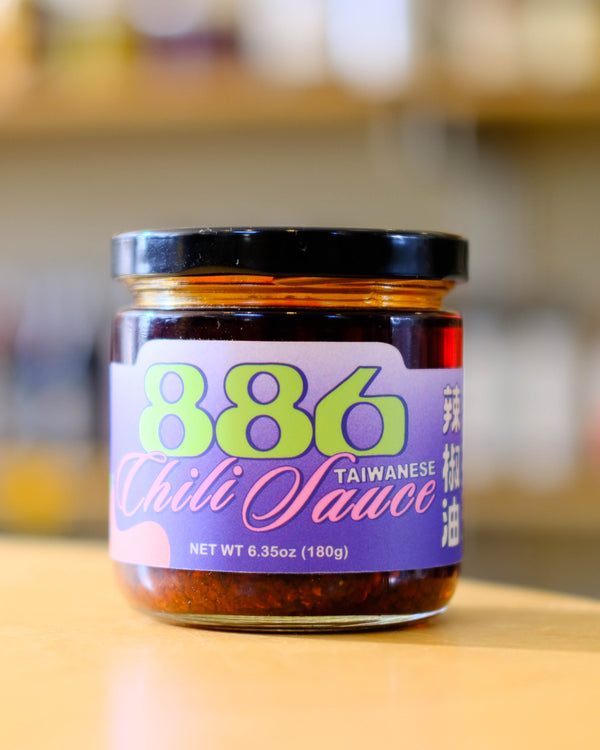 886
TAIWANESE
Chili Sauce
NET WT 6.35oz (180g)
辣椒油